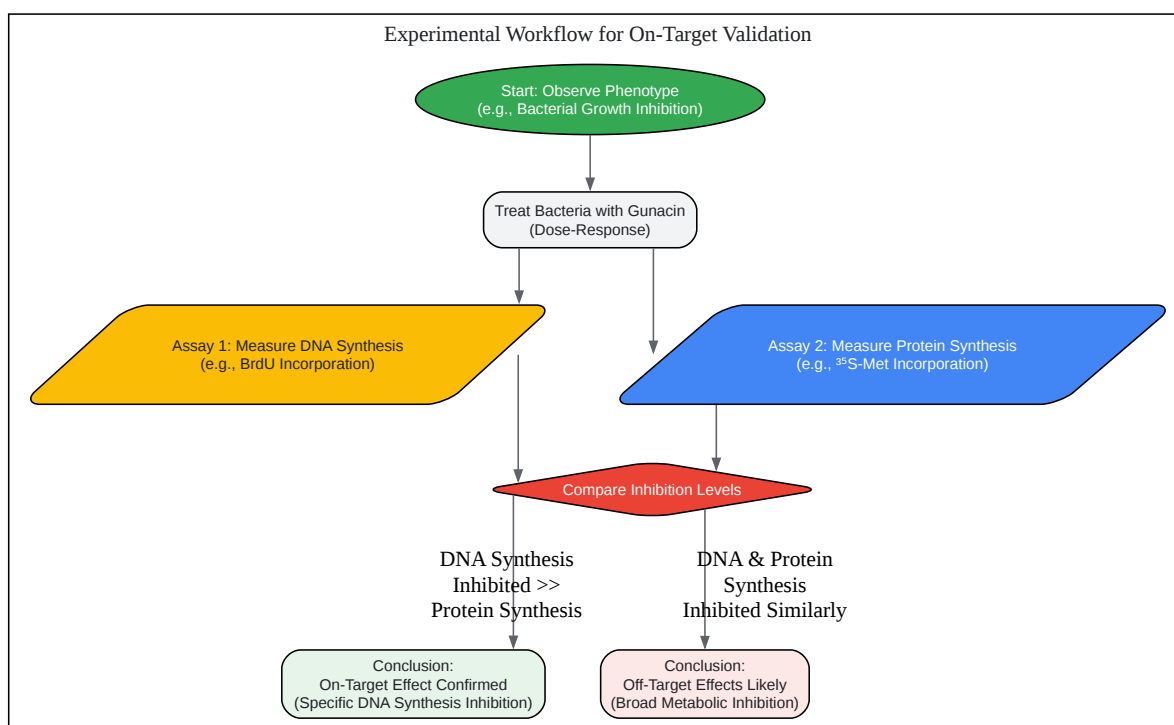 Experimental Workflow for On-Target Validation
Start: Observe Phenotype
(e.g., Bacterial Growth Inhibition)
Treat Bacteria with Gunacin
(Dose-Response)
Assay 1: Measure DNA Synthesis
(e.g., BrdU Incorporation)
Assay 2: Measure Protein Synthesis
(e.g., ³⁵S-Met Incorporation)
Compare Inhibition Levels
DNA Synthesis
Inhibited >>
Protein Synthesis
DNA & Protein
Synthesis
Inhibited Similarly
Conclusion:
On-Target Effect Confirmed
(Specific DNA Synthesis Inhibition)
Conclusion:
Off-Target Effects Likely
(Broad Metabolic Inhibition)